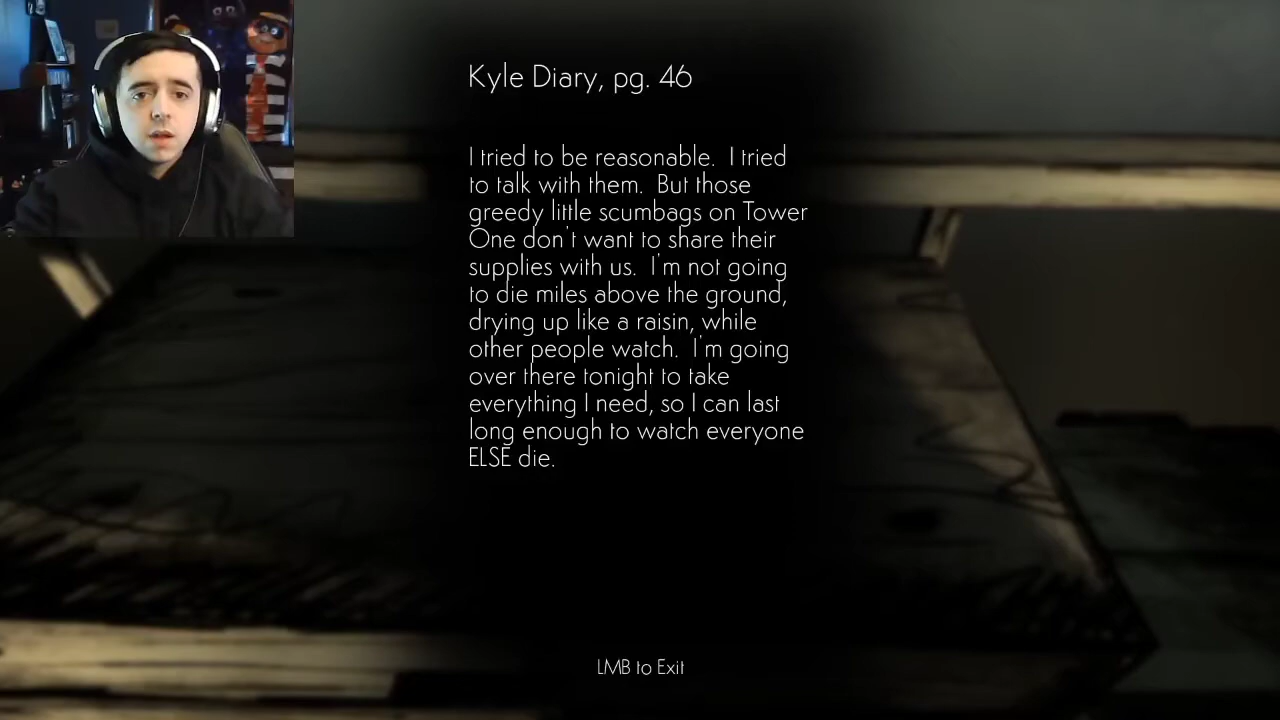 Kyle Diary, pg. 46
I tried to be reasonable.  I tried
to talk with them.  But those
greedy little scumbags on Tower
One don't want to share their
supplies with us.  I'm not going
to die miles above the ground,
drying up like a raisin, while
other people watch.  I'm going
over there tonight to take
everything I need, so I can last
long enough to watch everyone
ELSE die.
LMB to Exit